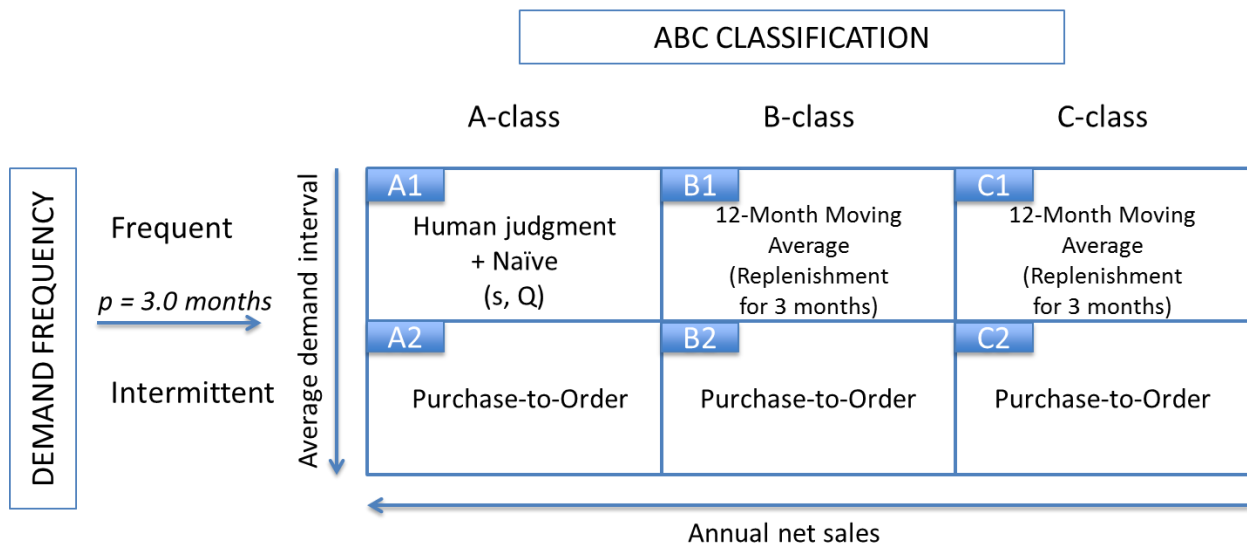 ABC CLASSIFICATION
A-class
B-class
C-class
DEMAND FREQUENCY
Frequent
p = 3.0 months
Intermittent
Average demand interval
A1
Human judgment
+ Naïve
(s, Q)
B1
12-Month Moving
Average
(Replenishment
for 3 months)
C1
12-Month Moving
Average
(Replenishment
for 3 months)
A2
Purchase-to-Order
B2
Purchase-to-Order
C2
Purchase-to-Order
Annual net sales